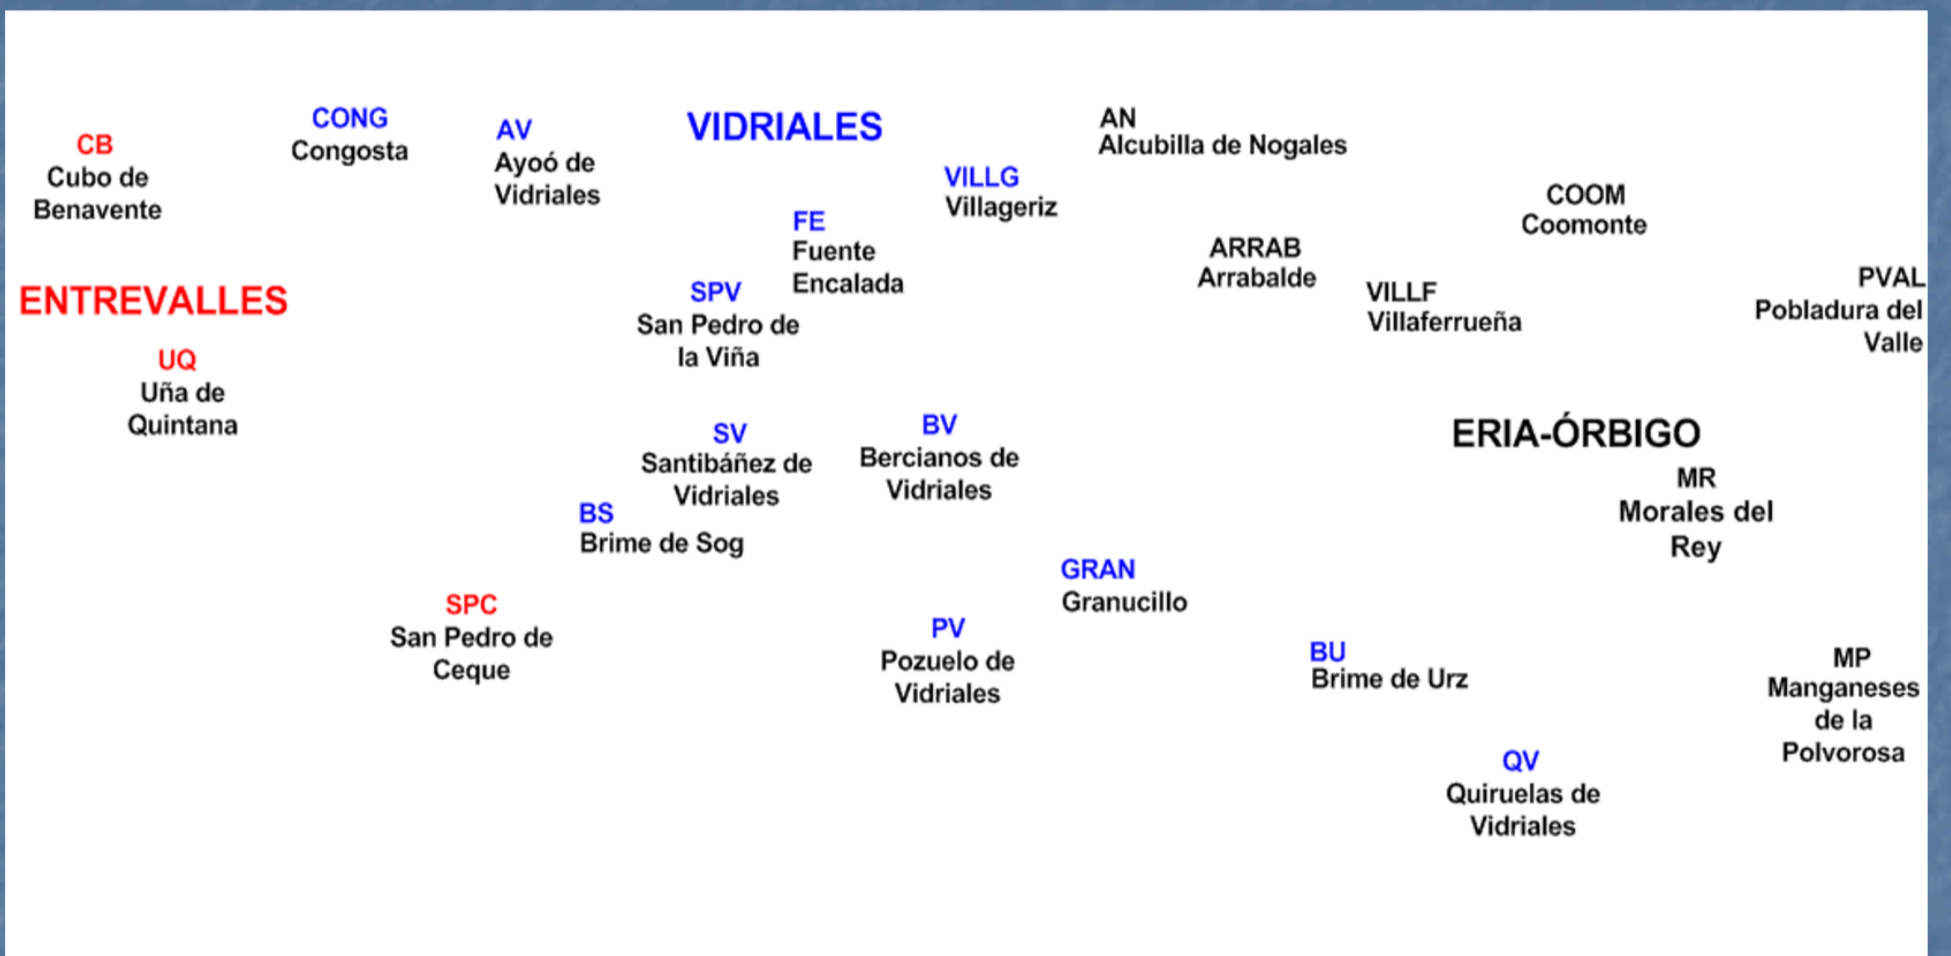 CB
Cubo de
Benavente
CONG
Congosta
AV
Ayoó de
Vidriales
VIDRIALES
VILLG
Villageriz
AN
Alcubilla de Nogales
COOM
Coomonte
FE
Fuente
Encalada
ARRAB
Arrabalde
ENTREVALLES
SPV
San Pedro de
la Viña
VILLF
Villaferrueña
PVAL
Pobladura del
Valle
UQ
Uña de
Quintana
SV
Santibáñez de
Vidriales
BV
Bercianos de
Vidriales
ERIA-ÓRBIGO
MR
Morales del
Rey
BS
Brime de Sog
GRAN
Granucillo
SPC
San Pedro de
Ceque
PV
Pozuelo de
Vidriales
BU
Brime de Urz
MP
Manganeses
de la
Polvorosa
QV
Quiruelas de
Vidriales